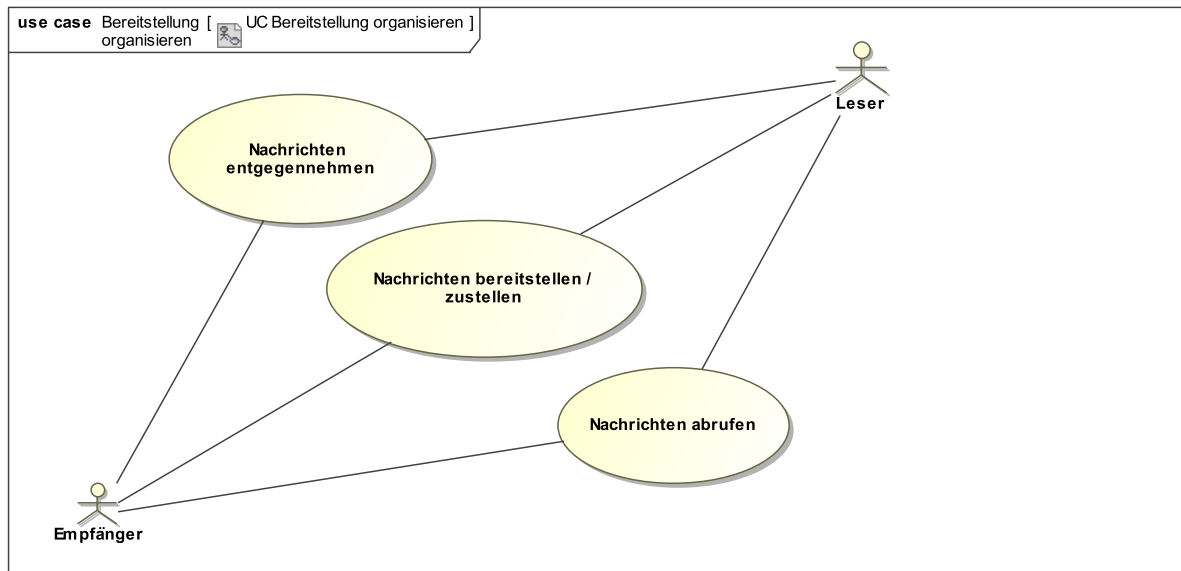 use case Bereitstellung [ UC Bereitstellung organisieren ]
organisieren
Leser
Nachrichten
entgegennehmen
Nachrichten bereitstellen /
zustellen
Nachrichten abrufen
Empfänger